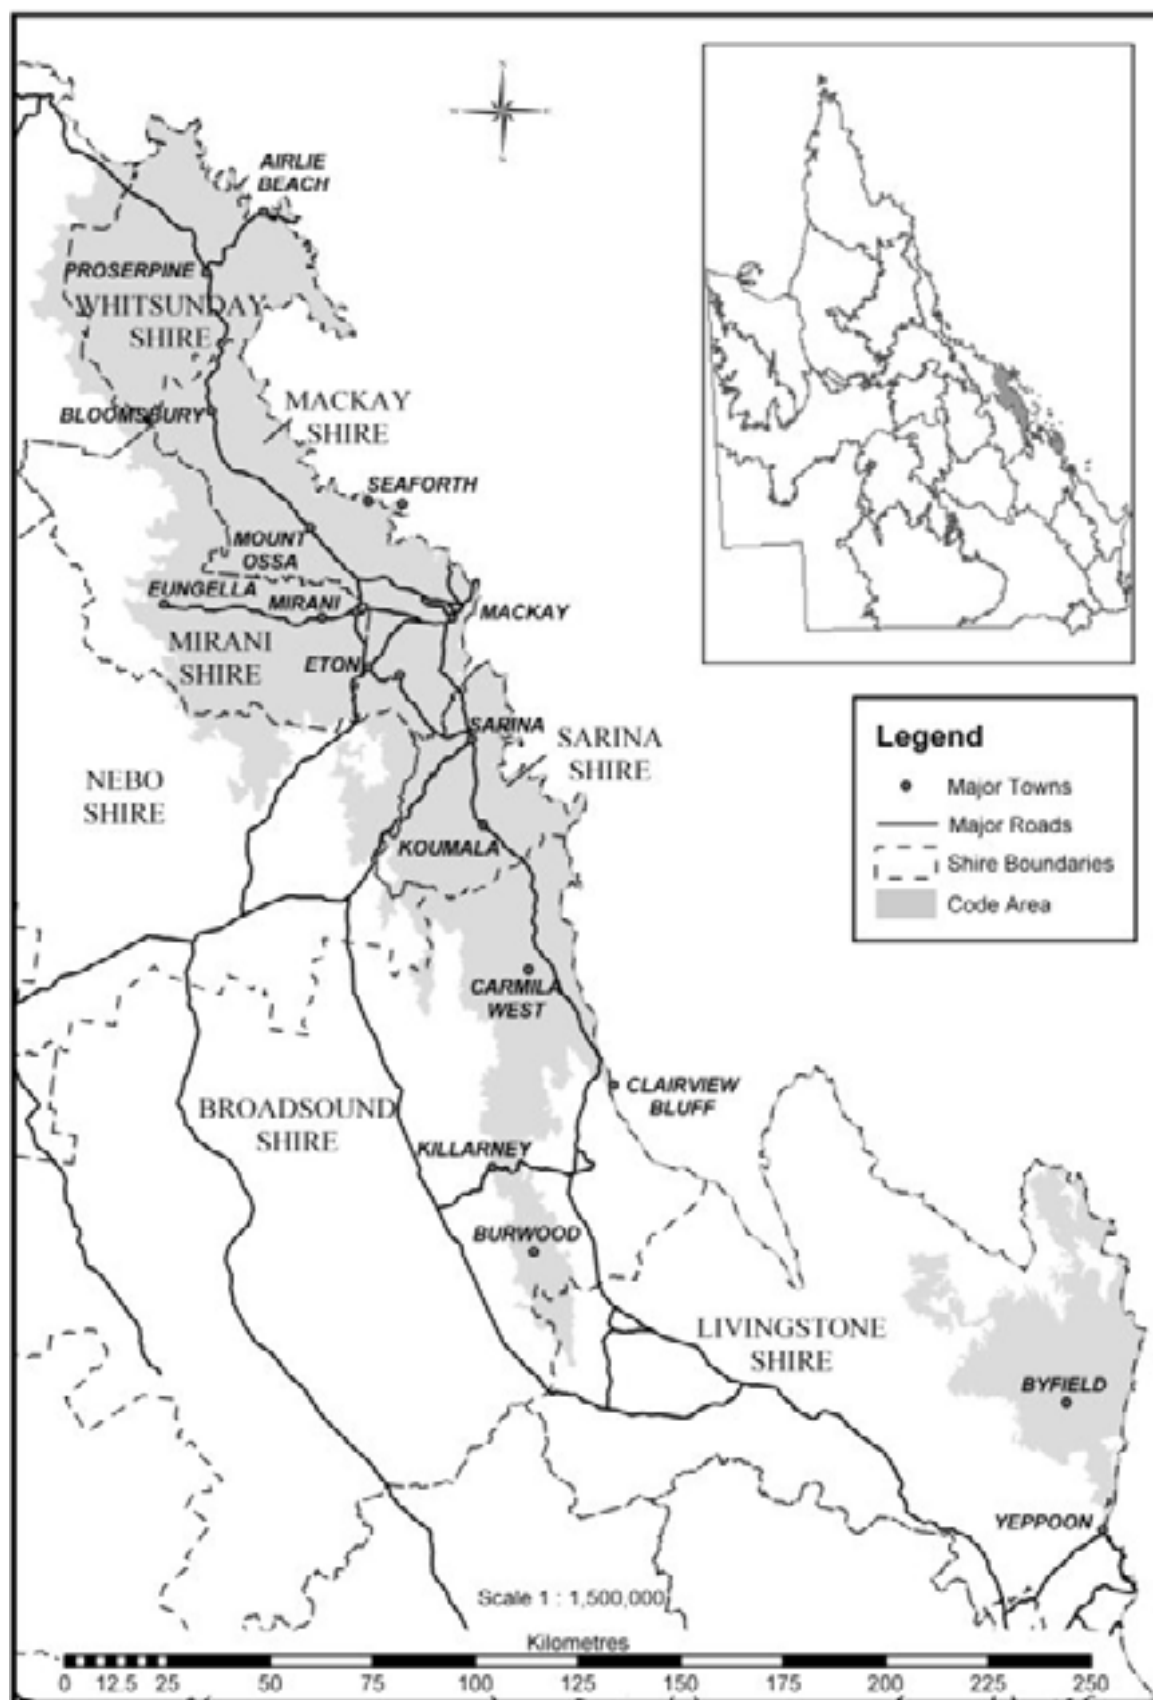 N
S
AIRLIE
BEACH
PROSERPINE
WHITSUNDAY
SHIRE
MACKAY
SHIRE
BLOOMSBURY
SEAFORTH
MOUNT
OSSA
EUNGELLA
MIRANI
MACKAY
MIRANI
SHIRE
ETON
SARINA
SARINA
SHIRE
Legend
Major Towns
Major Roads
Shire Boundaries
Code Area
NEBO
SHIRE
KOUMALA
CARMILA
WEST
CLAIRVIEW
BLUFF
BROADSOUND
SHIRE
KILLARNEY
BURWOOD
LIVINGSTONE
SHIRE
BYFIELD
YEPPOON
Scale 1 : 1,500,000
Kilometres
0 12.5 25 50 75 100 125 150 175 200 225 250